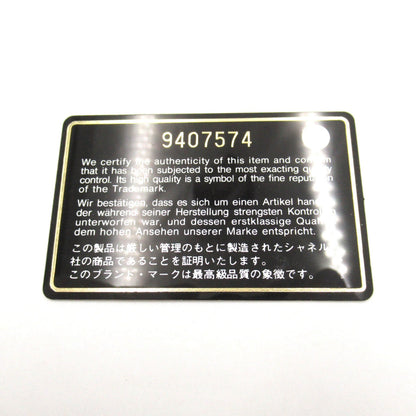 9407574
We certify the authenticity of this item and confirm
that it has been subjected to the most exacting quality
control. Its high quality is a symbol of the fine reputation
of the Trademark.
Wir bestätigen, dass es sich um einen Artikel
der während seiner Herstellung strengsten Kontrollen
unterworfen war, und dessen erstklassige
dem hohen Ansehen unserer Marke entspricht.
この製品は厳しい管理のもとに製造されたシャネル
社の商品であることを証明いたします。
このブランド・マークは最高級品質の象徴です。